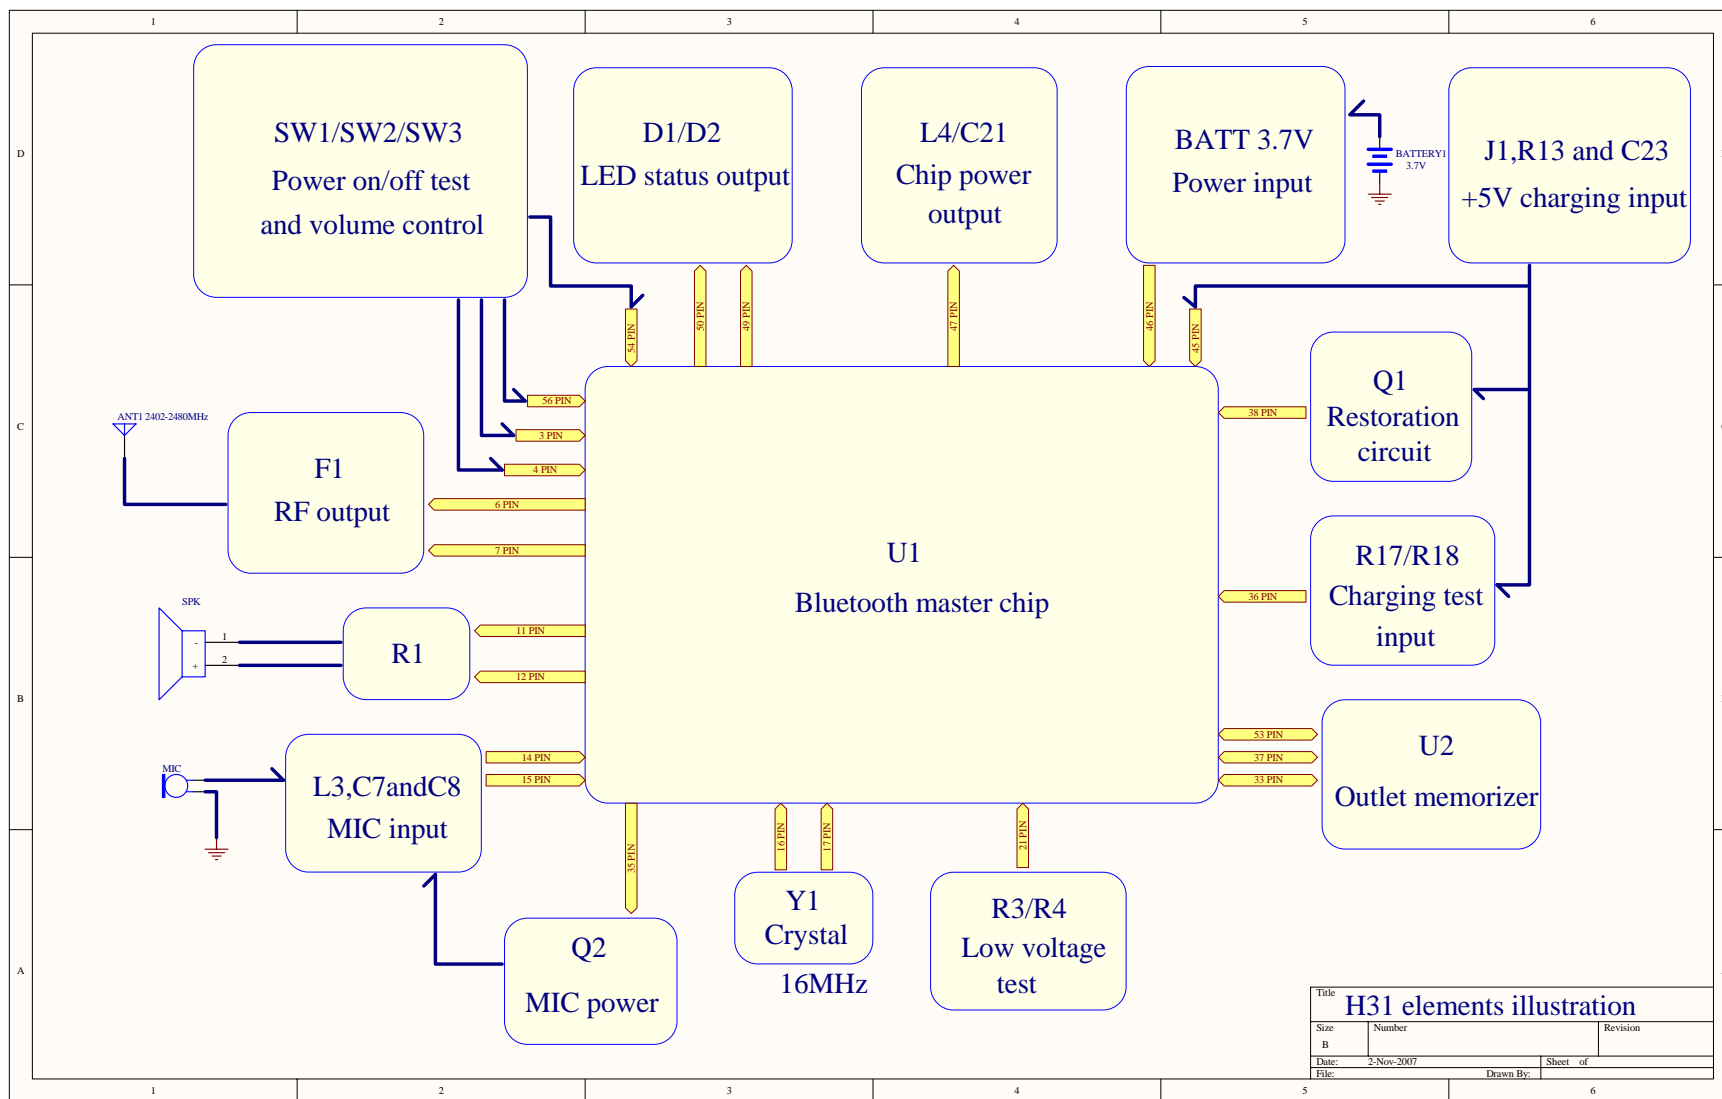 1 2 3 4 5 6
D
C
B
A
SW1/SW2/SW3
Power on/off test
and volume control
D1/D2
LED status output
L4/C21
Chip power
output
BATT 3.7V
Power input
BATTERY1
3.7V
J1,R13 and C23
+5V charging input
54 PIN
50 PIN
49 PIN
47 PIN
46 PIN
45 PIN
56 PIN
3 PIN
4 PIN
6 PIN
7 PIN
11 PIN
12 PIN
14 PIN
15 PIN
ANT1 2402-2480MHz
F1
RF output
SPK
1
-
2
+
R1
MIC
L3,C7andC8
MIC input
U1
Bluetooth master chip
38 PIN
Q1
Restoration
circuit
36 PIN
R17/R18
Charging test
input
53 PIN
37 PIN
33 PIN
U2
Outlet memorizer
35 PIN
16 PIN
17 PIN
21 PIN
Q2
MIC power
Y1
Crystal
16MHz
R3/R4
Low voltage
test
Title
H31 elements illustration
Size
Number
Revision
B
Date:
2-Nov-2007
Sheet of
File:
Drawn By:
1 2 3 4 5 6